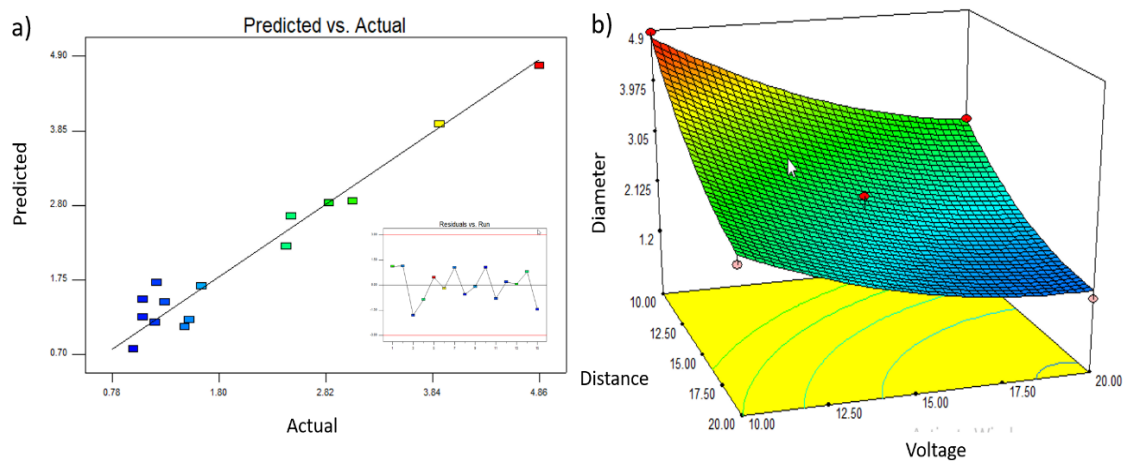 a)
Predicted vs. Actual
4.90
3.85
2.80
1.75
0.70
Predicted
0.78
1.80
2.82
3.84
4.86
Actual
Residuals vs. Run
b)
4.9
3.975
3.05
2.125
1.2
Diameter
10.00
12.50
15.00
17.50
20.00
Distance
10.00
12.50
15.00
17.50
20.00
Voltage